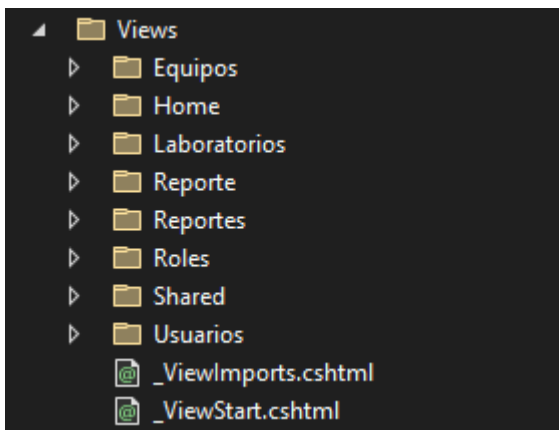 Views
Equipos
Home
Laboratorios
Reporte
Reportes
Roles
Shared
Usuarios
_ViewImports.cshtml
_ViewStart.cshtml